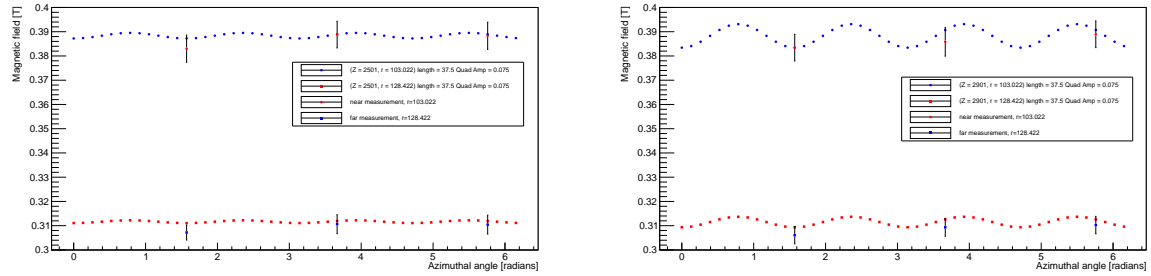 Magnetic field [T]
0.4
0.39
0.38
0.37
0.36
0.35
0.34
0.33
0.32
0.31
0.3
0 1 2 3 4 5 6
Azimuthal angle [radians]
(Z = 2501, r = 103.022) length = 37.5 Quad Amp = 0.075
(Z = 2501, r = 128.422) length = 37.5 Quad Amp = 0.075
near measurement, r=103.022
far measurement, r=128.422
Magnetic field [T]
0.4
0.39
0.38
0.37
0.36
0.35
0.34
0.33
0.32
0.31
0.3
0 1 2 3 4 5 6
Azimuthal angle [radians]
(Z = 2901, r = 103.022) length = 37.5 Quad Amp = 0.075
(Z = 2901, r = 128.422) length = 37.5 Quad Amp = 0.075
near measurement, r=103.022
far measurement, r=128.422